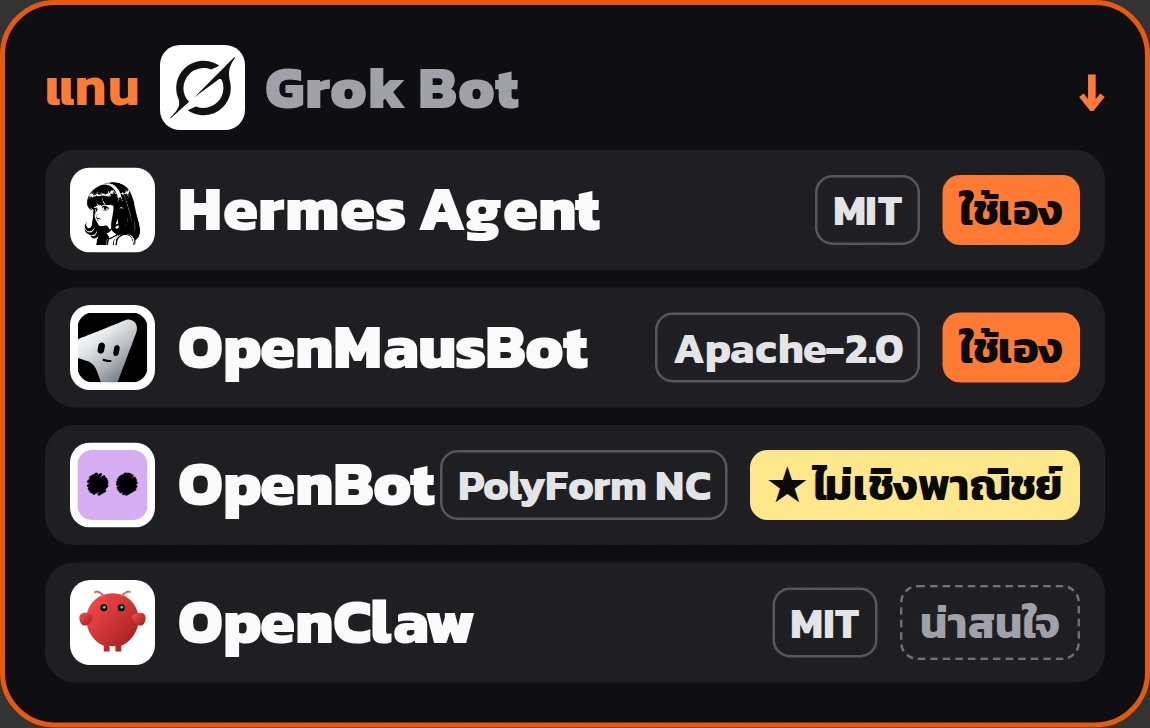 แทน Grok Bot ↓
Hermes Agent MIT ใช้เอง
OpenMausBot Apache-2.0 ใช้เอง
OpenBot PolyForm NC ★ ไม่เชิงพาณิชย์
OpenClaw MIT น่าสนใจ